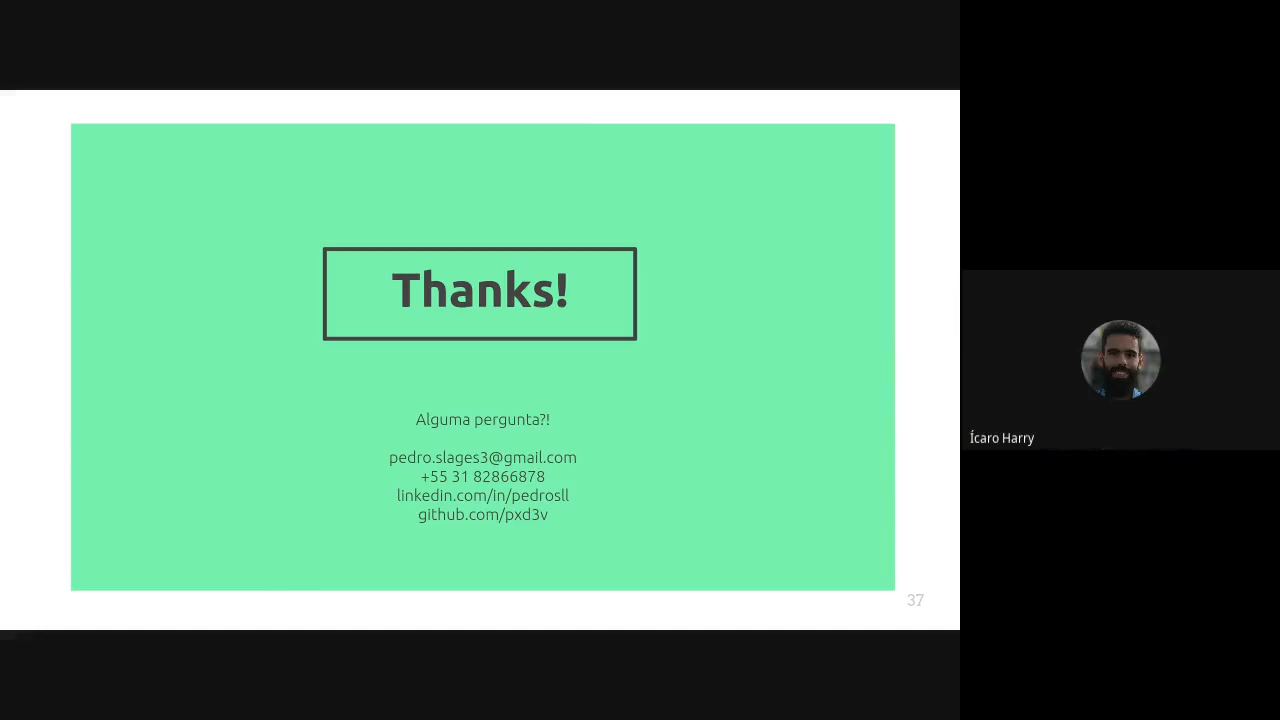 Thanks!
Alguma pergunta?!
pedro.slages3@gmail.com
+55 31 82866878
linkedin.com/in/pedrosll
github.com/pxd3v
37
Ícaro Harry